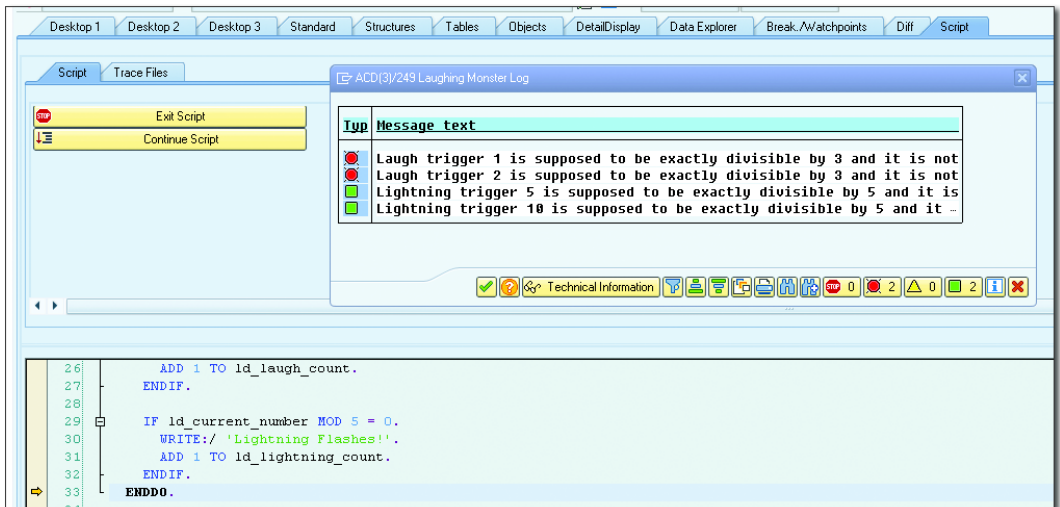 Desktop 1 Desktop 2 Desktop 3 Standard Structures Tables Objects DetailDisplay Data Explorer Break./Watchpoints Diff Script
Script Trace Files
ACD(3)/249 Laughing Monster Log
STOP Exit Script
Continue Script
Typ Message text
Laugh trigger 1 is supposed to be exactly divisible by 3 and it is not
Laugh trigger 2 is supposed to be exactly divisible by 3 and it is not
Lightning trigger 5 is supposed to be exactly divisible by 5 and it is
Lightning trigger 10 is supposed to be exactly divisible by 5 and it …
Technical Information STOP 0 2 0 2
26 ADD 1 TO ld_laugh_count.
27 ENDIF.
28
29 IF ld_current_number MOD 5 = 0.
30 WRITE:/ 'Lightning Flashes!'.
31 ADD 1 TO ld_lightning_count.
32 ENDIF.
33 ENDDO.